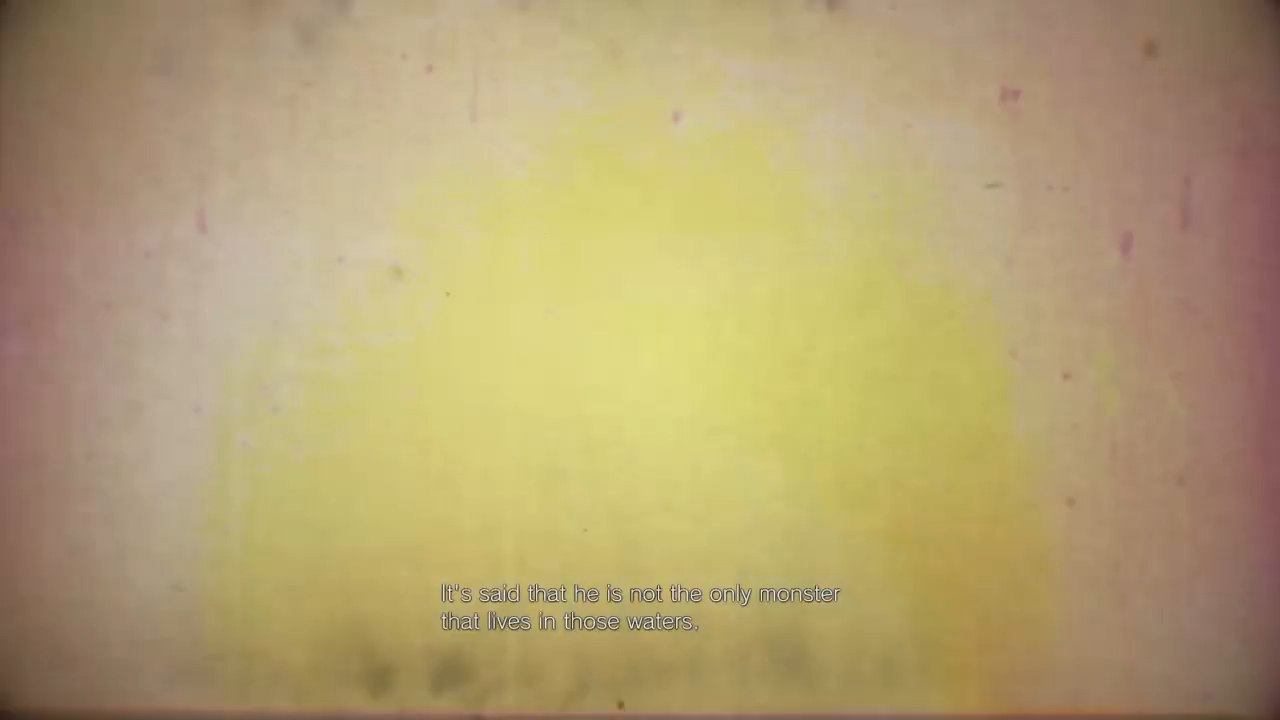 It's said that he is not the only monster
that lives in those waters.